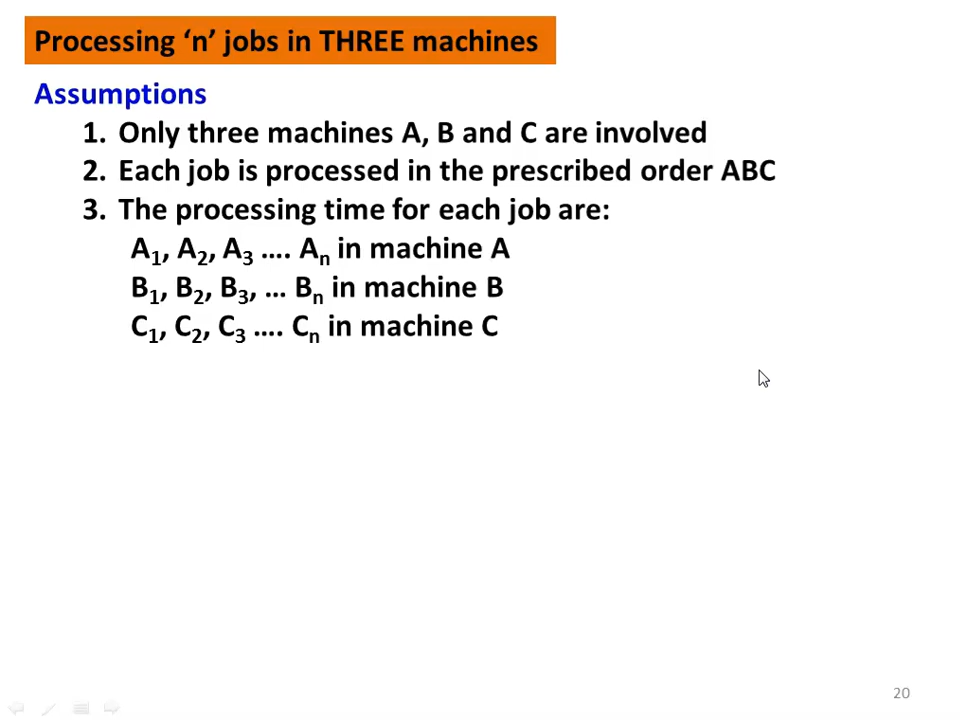 Processing ‘n’ jobs in THREE machines
Assumptions
1. Only three machines A, B and C are involved
2. Each job is processed in the prescribed order ABC
3. The processing time for each job are:
A₁, A₂, A₃ …. Aₙ in machine A
B₁, B₂, B₃, … Bₙ in machine B
C₁, C₂, C₃ …. Cₙ in machine C
20